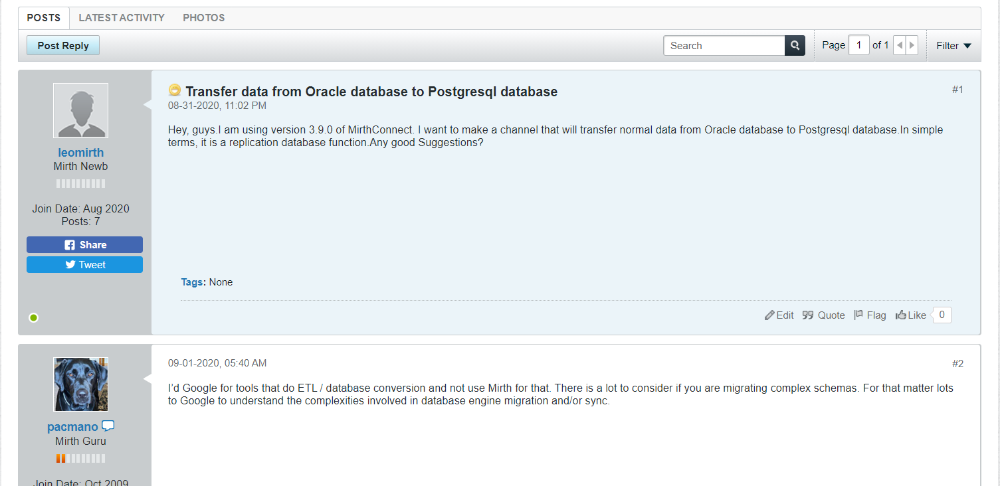 POSTS LATEST ACTIVITY PHOTOS
Post Reply Search Page 1 of 1 Filter
Transfer data from Oracle database to Postgresql database #1
08-31-2020, 11:02 PM
Hey, guys.I am using version 3.9.0 of MirthConnect. I want to make a channel that will transfer normal data from Oracle database to Postgresql database.In simple
terms, it is a replication database function.Any good Suggestions?
leomirth
Mirth Newb
Join Date: Aug 2020
Posts: 7
Share
Tweet
Tags: None
Edit Quote Flag Like 0
09-01-2020, 05:40 AM #2
I’d Google for tools that do ETL / database conversion and not use Mirth for that. There is a lot to consider if you are migrating complex schemas. For that matter lots
to Google to understand the complexities involved in database engine migration and/or sync.
pacmano
Mirth Guru
Join Date: Oct 2009